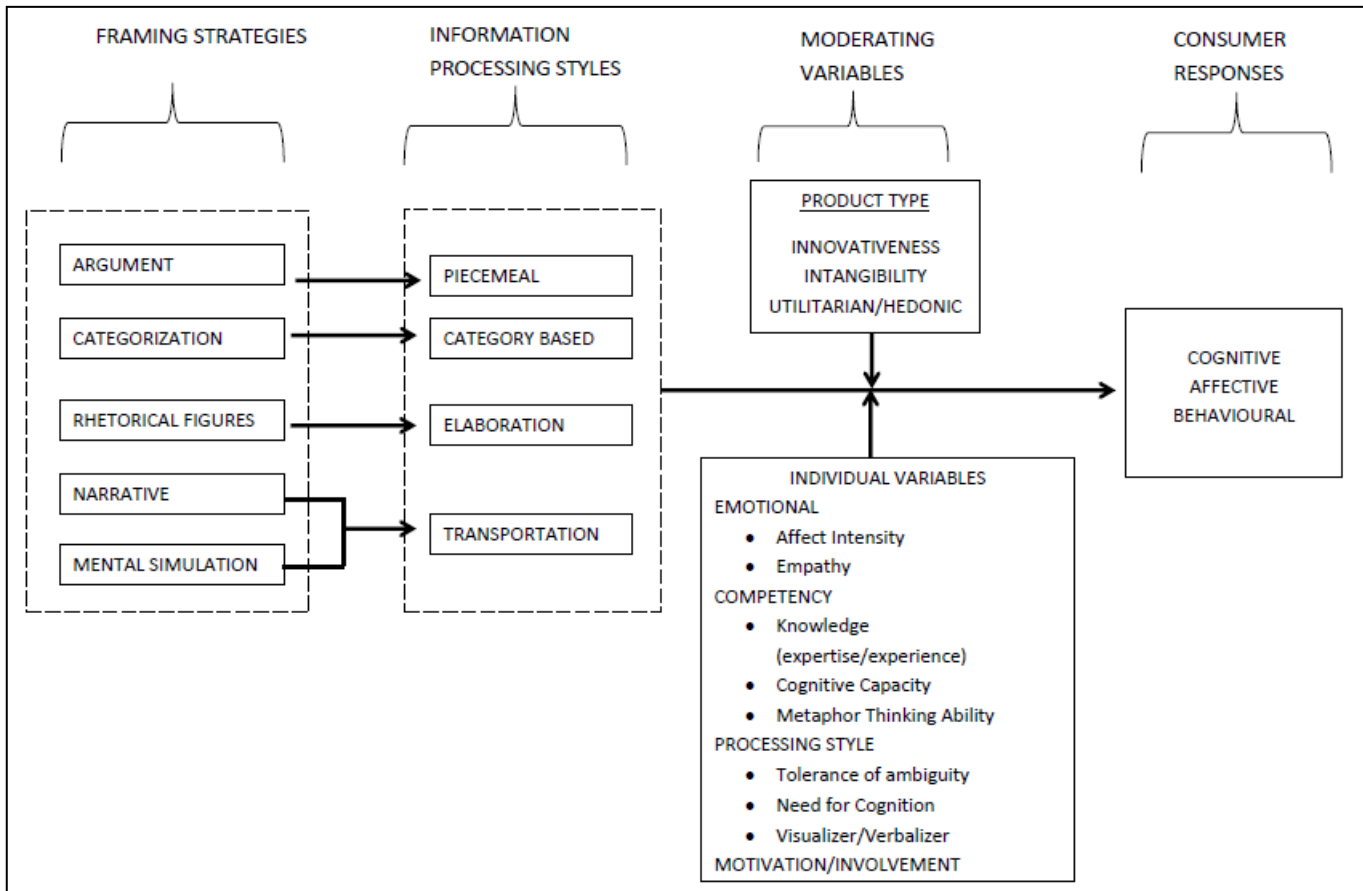 FRAMING STRATEGIES
INFORMATION
PROCESSING STYLES
MODERATING
VARIABLES
CONSUMER
RESPONSES
ARGUMENT
CATEGORIZATION
RHETORICAL FIGURES
NARRATIVE
MENTAL SIMULATION
PIECEMEAL
CATEGORY BASED
ELABORATION
TRANSPORTATION
PRODUCT TYPE
INNOVATIVENESS
INTANGIBILITY
UTILITARIAN/HEDONIC
INDIVIDUAL VARIABLES
EMOTIONAL
• Affect Intensity
• Empathy
COMPETENCY
• Knowledge
(expertise/experience)
• Cognitive Capacity
• Metaphor Thinking Ability
PROCESSING STYLE
• Tolerance of ambiguity
• Need for Cognition
• Visualizer/Verbalizer
MOTIVATION/INVOLVEMENT
COGNITIVE
AFFECTIVE
BEHAVIOURAL